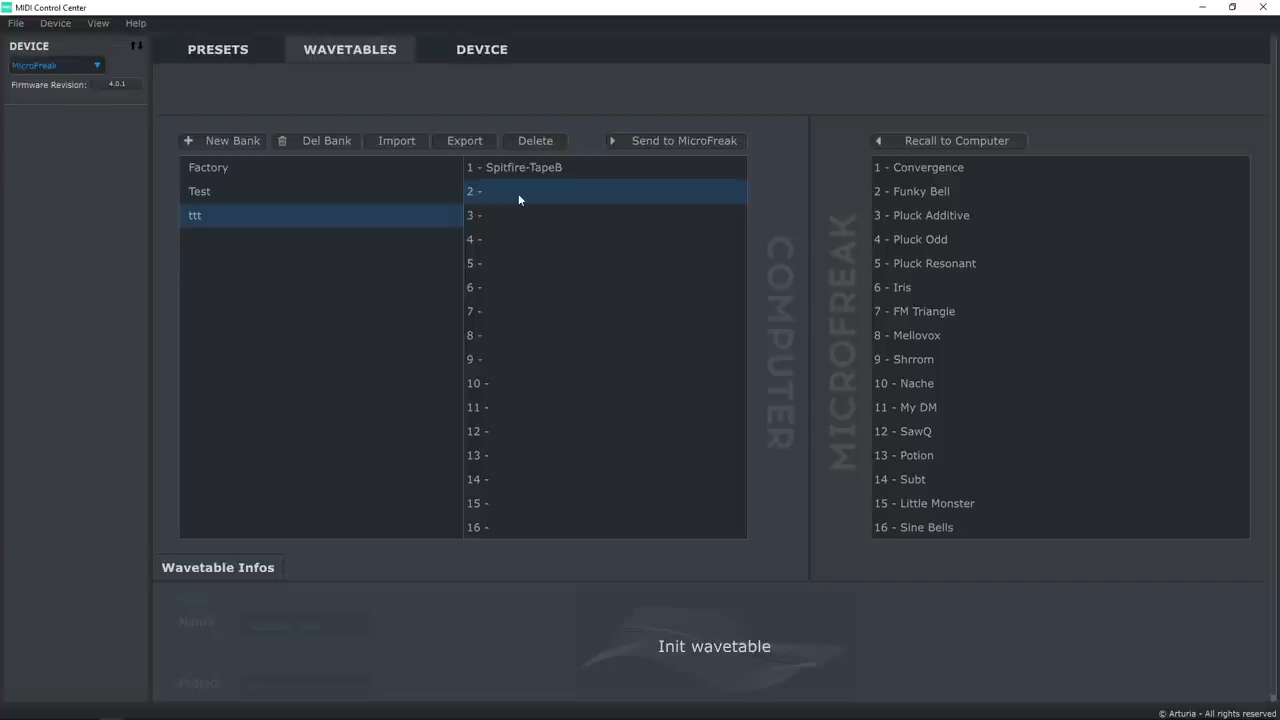 MIDI Control Center
File Device View Help
DEVICE
MicroFreak
Firmware Revision: 4.0.1
PRESETS WAVETABLES DEVICE
+ New Bank Del Bank Import Export Delete Send to MicroFreak
Recall to Computer
Factory
Test
ttt
1 - Spitfire-TapeB
2 -
3 -
4 -
5 -
6 -
7 -
8 -
9 -
10 -
11 -
12 -
13 -
14 -
15 -
16 -
COMPUTER
MICROFREAK
1 - Convergence
2 - Funky Bell
3 - Pluck Additive
4 - Pluck Odd
5 - Pluck Resonant
6 - Iris
7 - FM Triangle
8 - Mellovox
9 - Shrrom
10 - Nache
11 - My DM
12 - SawQ
13 - Potion
14 - Subt
15 - Little Monster
16 - Sine Bells
Wavetable Infos
Name
Init wavetable
Project
© Arturia - All rights reserved